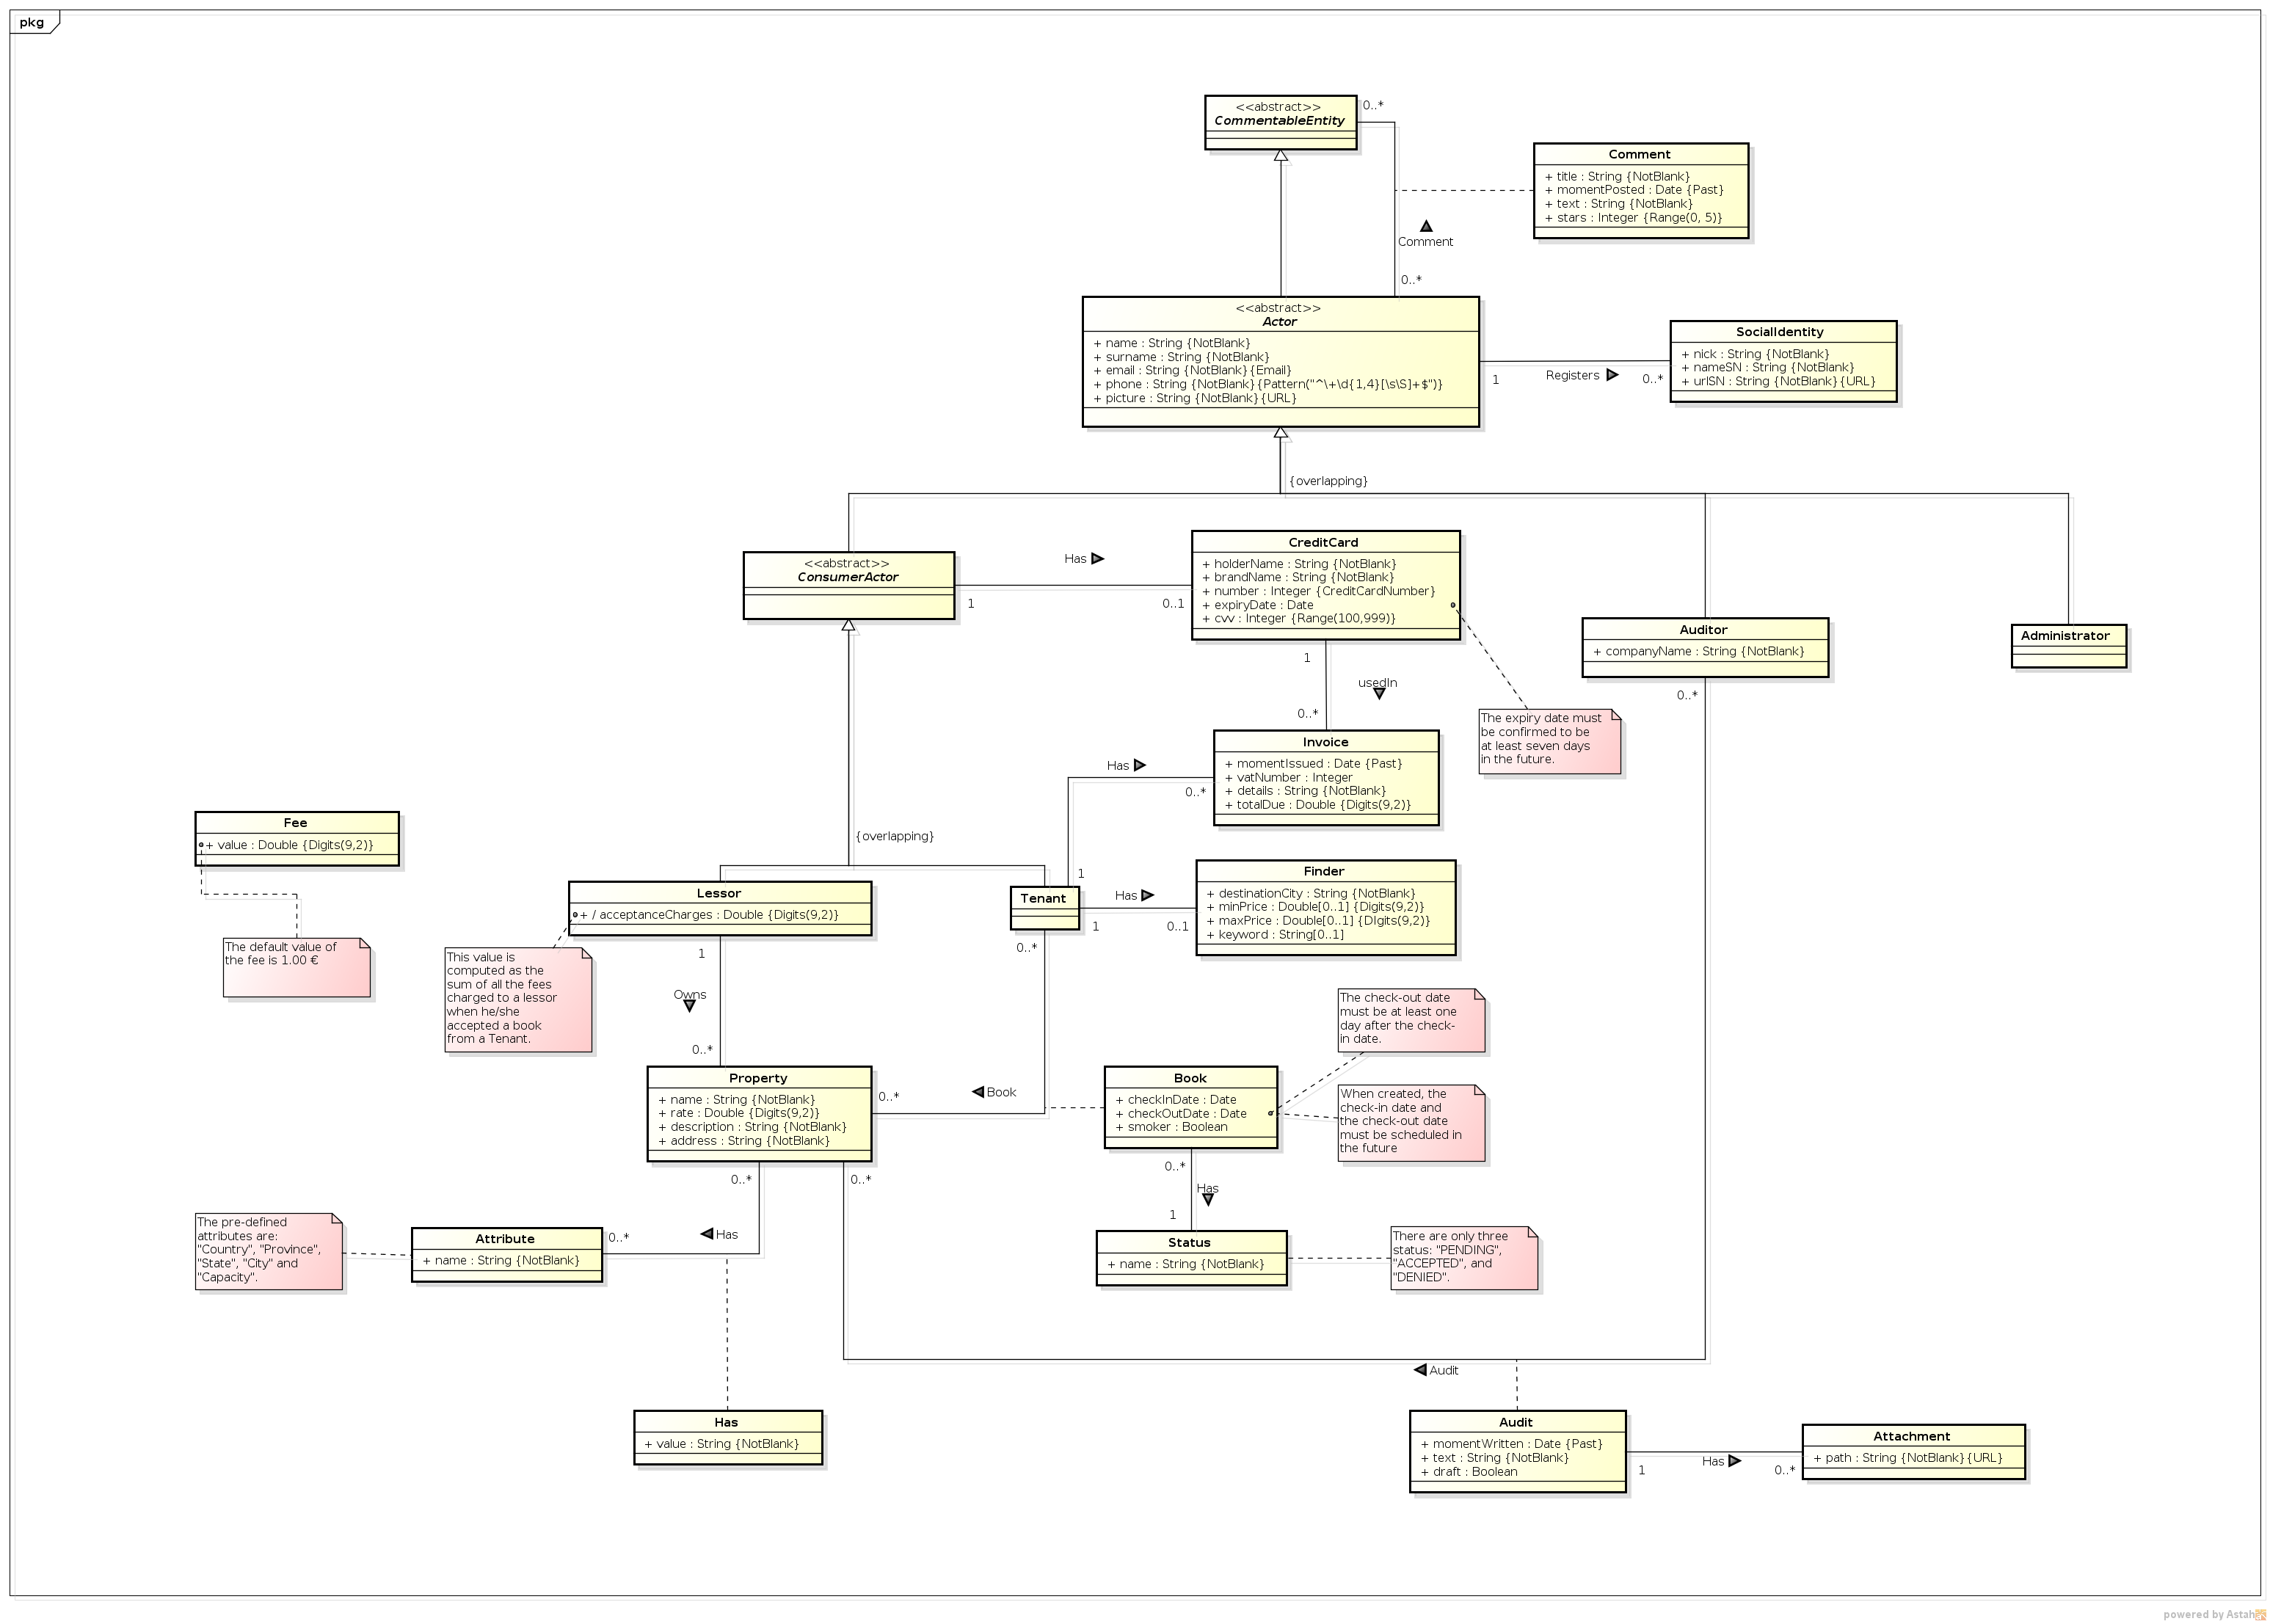 pkg
<<abstract>>
CommentableEntity
0..*
Comment
+ title : String {NotBlank}
+ momentPosted : Date {Past}
+ text : String {NotBlank}
+ stars : Integer {Range(0, 5)}
Comment
0..*
<<abstract>>
Actor
+ name : String {NotBlank}
+ surname : String {NotBlank}
+ email : String {NotBlank}{Email}
+ phone : String {NotBlank}{Pattern("^\+\d{1,4}[\s\S]+$")}
+ picture : String {NotBlank}{URL}
1
Registers
0..*
SocialIdentity
+ nick : String {NotBlank}
+ nameSN : String {NotBlank}
+ urlSN : String {NotBlank}{URL}
{overlapping}
<<abstract>>
ConsumerActor
Has
1
0..1
CreditCard
+ holderName : String {NotBlank}
+ brandName : String {NotBlank}
+ number : Integer {CreditCardNumber}
+ expiryDate : Date
+ cvv : Integer {Range(100,999)}
Auditor
+ companyName : String {NotBlank}
Administrator
1
usedIn
0..*
0..*
The expiry date must
be confirmed to be
at least seven days
in the future.
Invoice
+ momentIssued : Date {Past}
+ vatNumber : Integer
+ details : String {NotBlank}
+ totalDue : Double {Digits(9,2)}
Has
0..*
1
{overlapping}
Fee
+ value : Double {Digits(9,2)}
The default value of
the fee is 1.00 €
Lessor
+ / acceptanceCharges : Double {Digits(9,2)}
This value is
computed as the
sum of all the fees
charged to a lessor
when he/she
accepted a book
from a Tenant.
Tenant
Has
1
0..1
Finder
+ destinationCity : String {NotBlank}
+ minPrice : Double[0..1] {Digits(9,2)}
+ maxPrice : Double[0..1] {DIgits(9,2)}
+ keyword : String[0..1]
1
Owns
0..*
0..*
Property
+ name : String {NotBlank}
+ rate : Double {Digits(9,2)}
+ description : String {NotBlank}
+ address : String {NotBlank}
0..*
Book
Book
+ checkInDate : Date
+ checkOutDate : Date
+ smoker : Boolean
The check-out date
must be at least one
day after the check-
in date.
When created, the
check-in date and
the check-out date
must be scheduled in
the future
0..*
Has
1
0..*
0..*
The pre-defined
attributes are:
"Country", "Province",
"State", "City" and
"Capacity".
Attribute
+ name : String {NotBlank}
0..*
Has
Status
+ name : String {NotBlank}
There are only three
status: "PENDING",
"ACCEPTED", and
"DENIED".
Audit
Has
+ value : String {NotBlank}
Audit
+ momentWritten : Date {Past}
+ text : String {NotBlank}
+ draft : Boolean
1
Has
0..*
Attachment
+ path : String {NotBlank}{URL}
powered by Astah